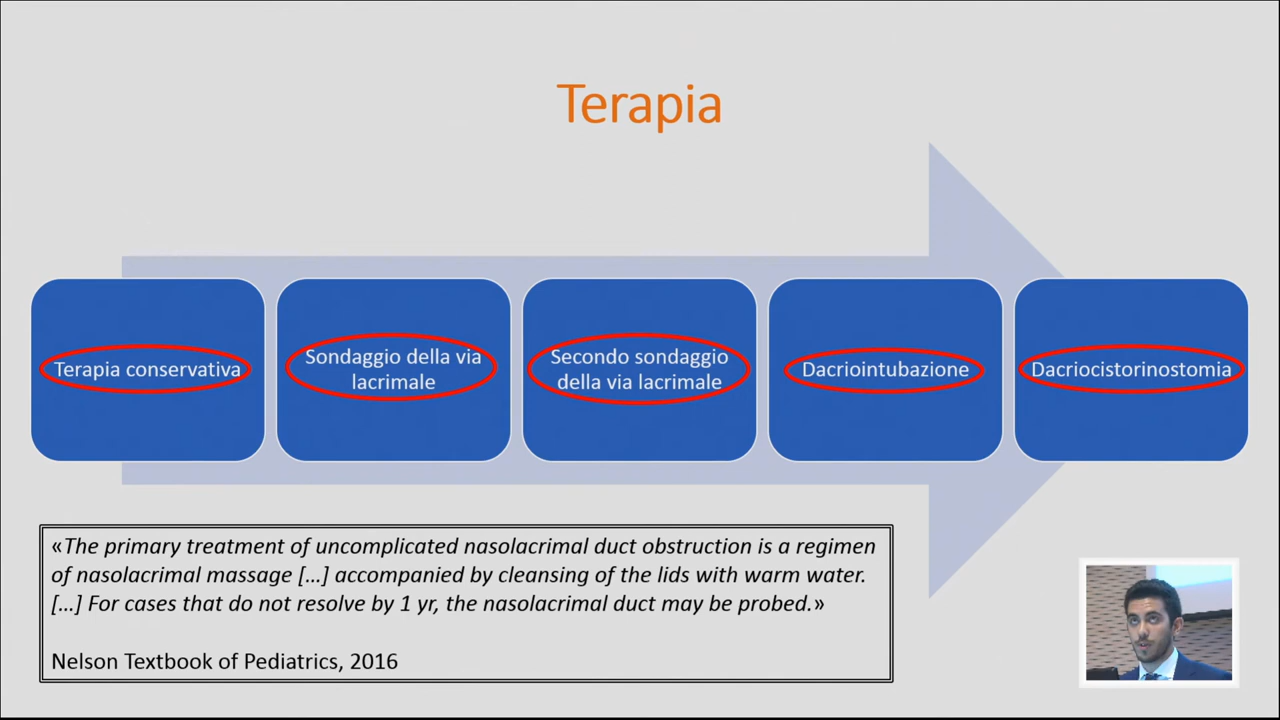 Terapia
Terapia conservativa
Sondaggio della via
lacrimale
Secondo sondaggio
della via lacrimale
Dacriointubazione
Dacriocistorinostomia
«The primary treatment of uncomplicated nasolacrimal duct obstruction is a regimen
of nasolacrimal massage […] accompanied by cleansing of the lids with warm water.
[…] For cases that do not resolve by 1 yr, the nasolacrimal duct may be probed.»
Nelson Textbook of Pediatrics, 2016